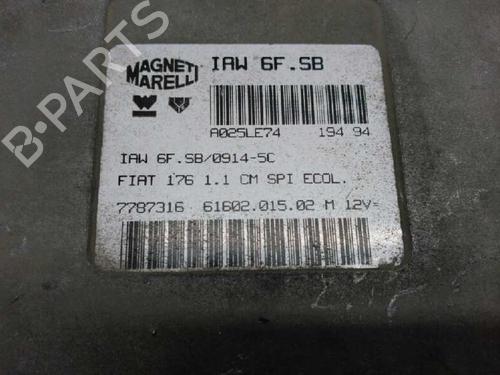 MAGNETI MARELLI
IAW 6F.SB
A025LE74 194 94
IAW 6F.SB/0914-5C
FIAT 176 1.1 CM SPI ECOL.
7787316 61602.015.02 M 12V=